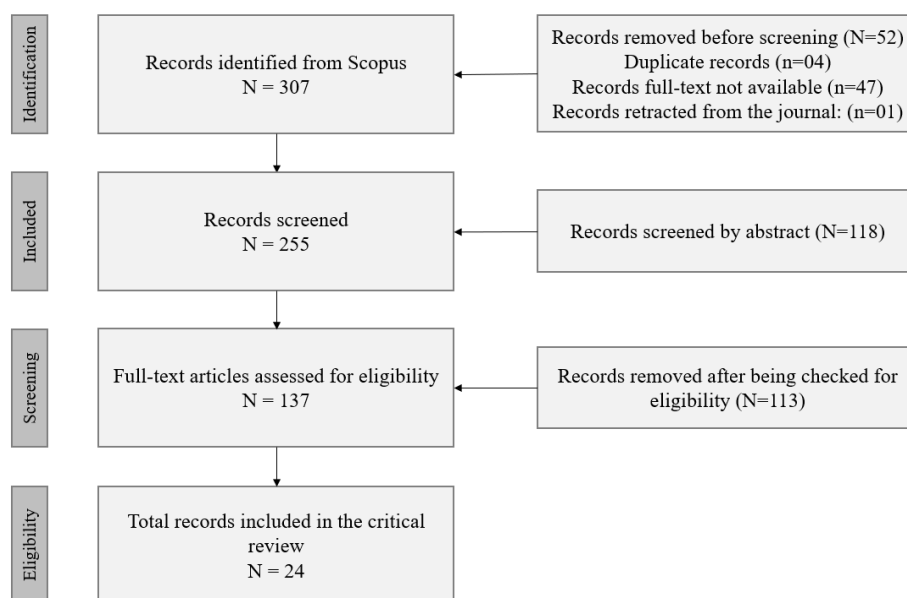 Identification
Records identified from Scopus
N = 307
Records removed before screening (N=52)
Duplicate records (n=04)
Records full-text not available (n=47)
Records retracted from the journal: (n=01)
Included
Records screened
N = 255
Records screened by abstract (N=118)
Screening
Full-text articles assessed for eligibility
N = 137
Records removed after being checked for
eligibility (N=113)
Eligibility
Total records included in the critical
review
N = 24